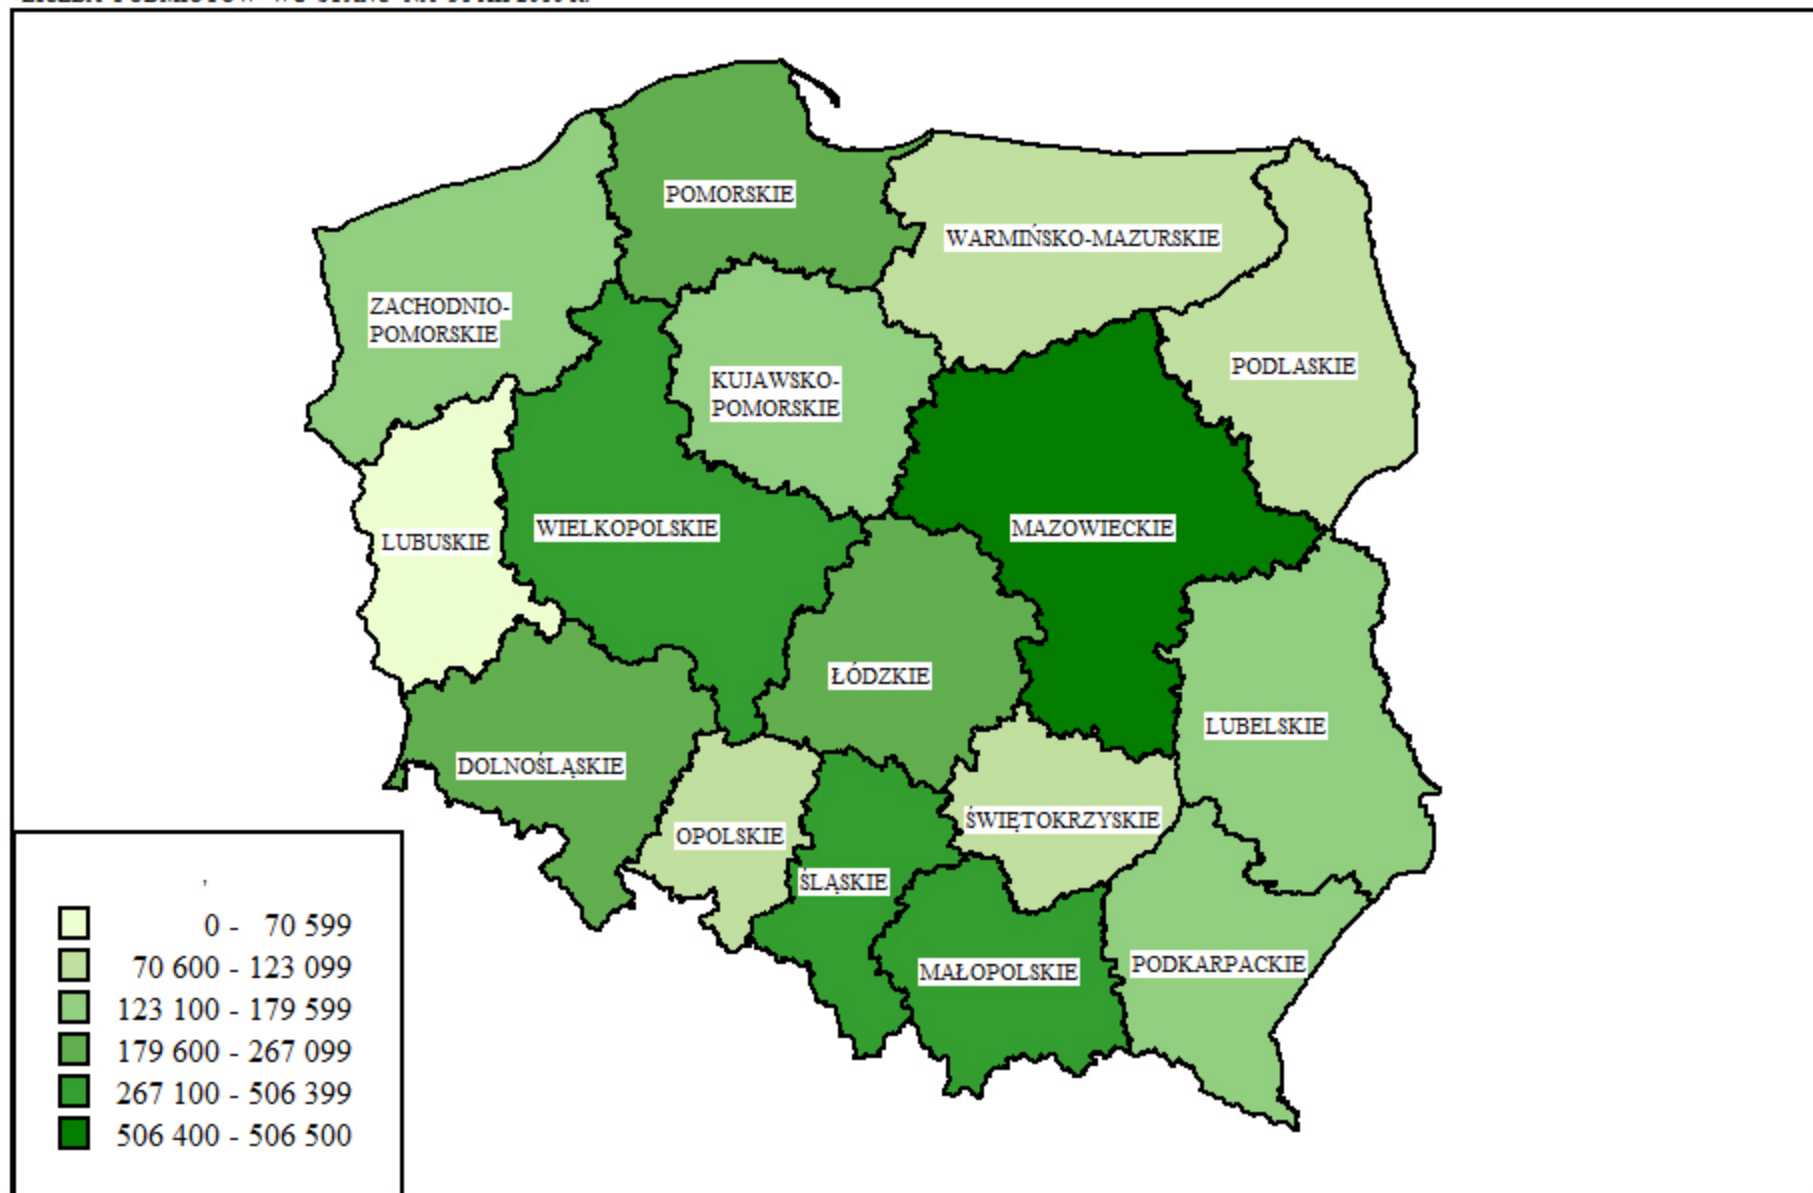 POMORSKIE
WARMIŃSKO-MAZURSKIE
ZACHODNIO-
POMORSKIE
PODLASKIE
KUJAWSKO-
POMORSKIE
WIELKOPOLSKIE
MAZOWIECKIE
LUBUSKIE
ŁÓDZKIE
LUBELSKIE
DOLNOŚLĄSKIE
ŚWIĘTOKRZYSKIE
OPOLSKIE
ŚLĄSKIE
PODKARPACKIE
MAŁOPOLSKIE
,
0 - 70 599
70 600 - 123 099
123 100 - 179 599
179 600 - 267 099
267 100 - 506 399
506 400 - 506 500